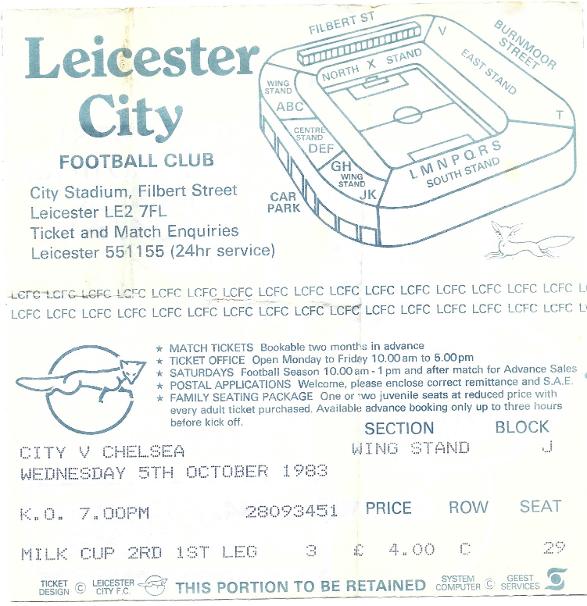 Leicester
City
FOOTBALL CLUB
City Stadium, Filbert Street
Leicester LE2 7FL
Ticket and Match Enquiries
Leicester 551155 (24hr service)
FILBERT ST
BURNMOOR
STREET
V
NORTH X STAND
EAST STAND
WING
STAND
ABC
T
CENTRE
STAND
DEF
GH
WING
STAND
JK
L M N P Q R S
SOUTH STAND
CAR
PARK
LCFC LCFC LCFC LCFC LCFC LCFC LCFC LCFC LCFC LCFC LCFC LCFC LCFC LCFC LCFC LCFC L
LCFC LCFC LCFC LCFC LCFC LCFC LCFC LCFC LCFC LCFC LCFC LCFC LCFC LCFC LCFC LCFC L
★ MATCH TICKETS Bookable two months in advance
★ TICKET OFFICE Open Monday to Friday 10.00am to 5.00pm
★ SATURDAYS Football Season 10.00am - 1pm and after match for Advance Sales
★ POSTAL APPLICATIONS Welcome, please enclose correct remittance and S.A.E.
★ FAMILY SEATING PACKAGE One or two juvenile seats at reduced price with
every adult ticket purchased. Available advance booking only up to three hours
before kick off.
SECTION BLOCK
CITY V CHELSEA WING STAND J
WEDNESDAY 5TH OCTOBER 1983
K.O. 7.00PM 28093451 PRICE ROW SEAT
MILK CUP 2RD 1ST LEG 3 £ 4.00 C 29
TICKET
DESIGN © LEICESTER
CITY F.C. THIS PORTION TO BE RETAINED SYSTEM
COMPUTER © GEEST
SERVICES